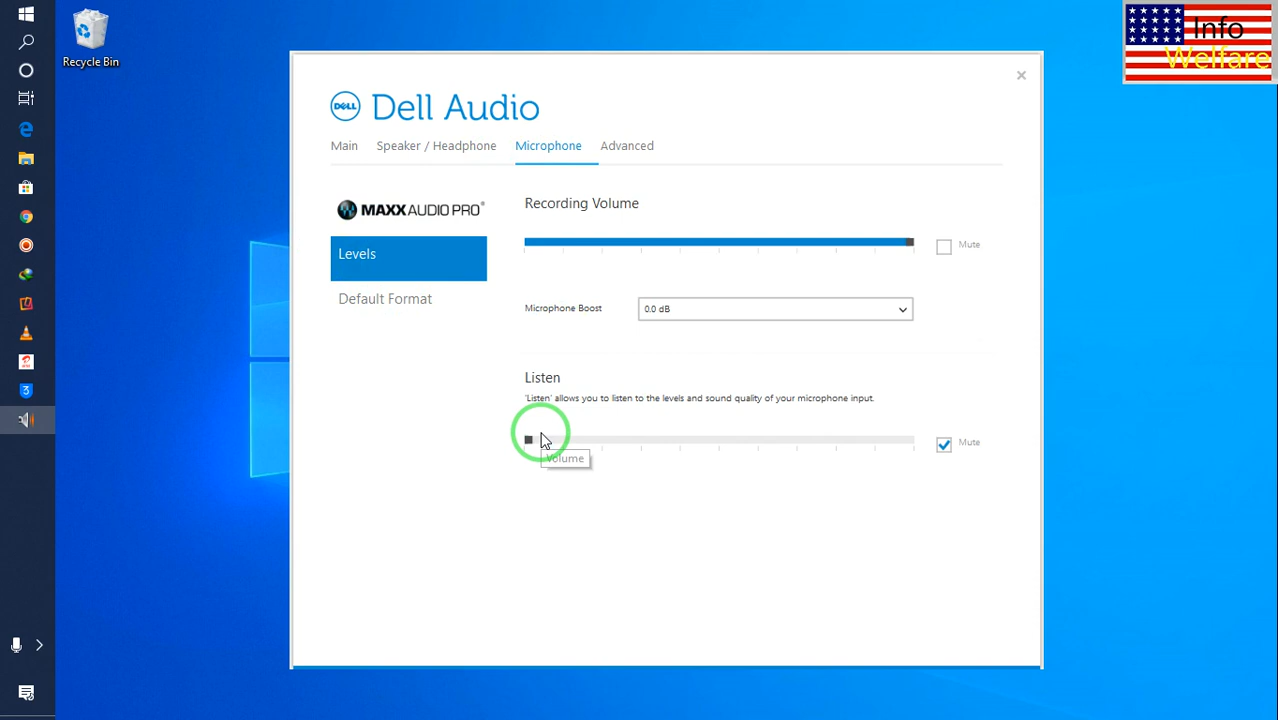 Recycle Bin
Info
Welfare
DELL Dell Audio
Main Speaker / Headphone Microphone Advanced
MAXXAUDIO PRO®
Levels
Default Format
Recording Volume
Mute
Microphone Boost 0.0 dB
Listen
'Listen' allows you to listen to the levels and sound quality of your microphone input.
Mute
Volume